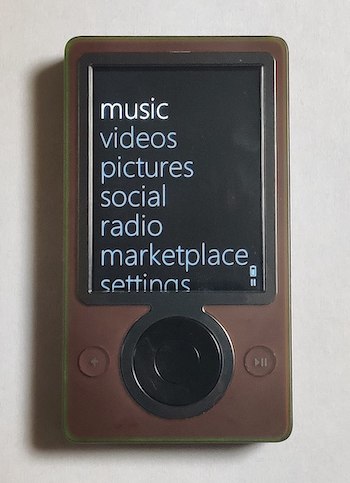 music
videos
pictures
social
radio
marketplace
settings